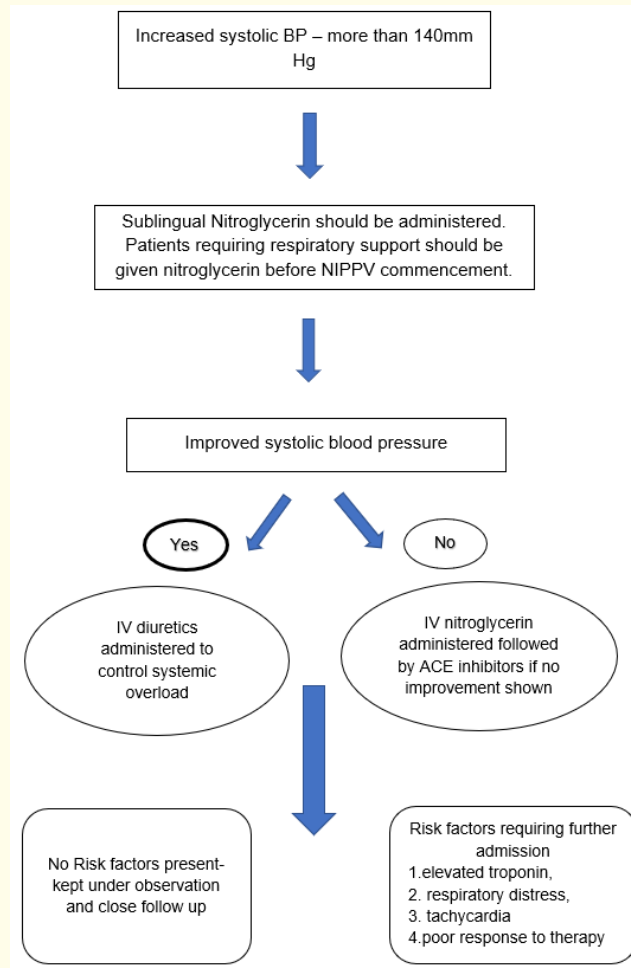 Increased systolic BP – more than 140mm
Hg
Sublingual Nitroglycerin should be administered.
Patients requiring respiratory support should be
given nitroglycerin before NIPPV commencement.
Improved systolic blood pressure
Yes
No
IV diuretics
administered to
control systemic
overload
IV nitroglycerin
administered followed
by ACE inhibitors if no
improvement shown
No Risk factors present-
kept under observation
and close follow up
Risk factors requiring further
admission
1.elevated troponin,
2. respiratory distress,
3. tachycardia
4.poor response to therapy